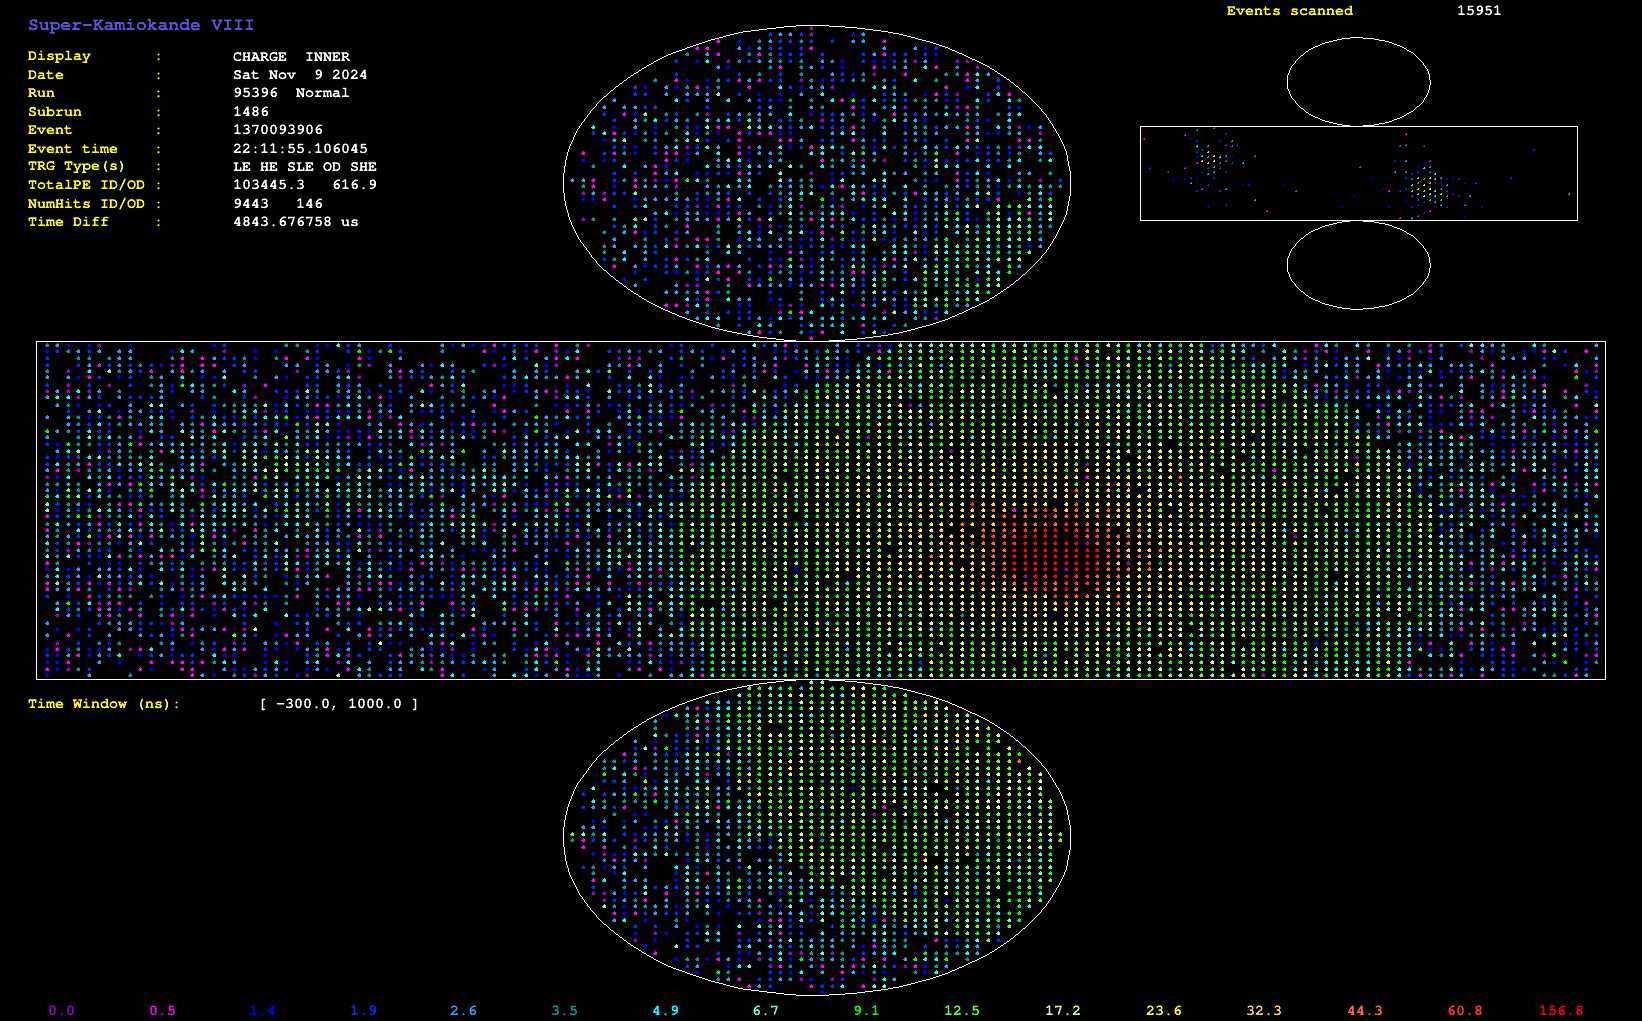 Super-Kamiokande VIII
Events scanned 15951
Display : CHARGE INNER
Date : Sat Nov 9 2024
Run : 95396 Normal
Subrun : 1486
Event : 1370093906
Event time : 22:11:55.106045
TRG Type(s) : LE HE SLE OD SHE
TotalPE ID/OD : 103445.3 616.9
NumHits ID/OD : 9443 146
Time Diff : 4843.676758 us
Time Window (ns): [ -300.0, 1000.0 ]
0.0 0.5 1.4 1.9 2.6 3.5 4.9 6.7 9.1 12.5 17.2 23.6 32.3 44.3 60.8 156.8